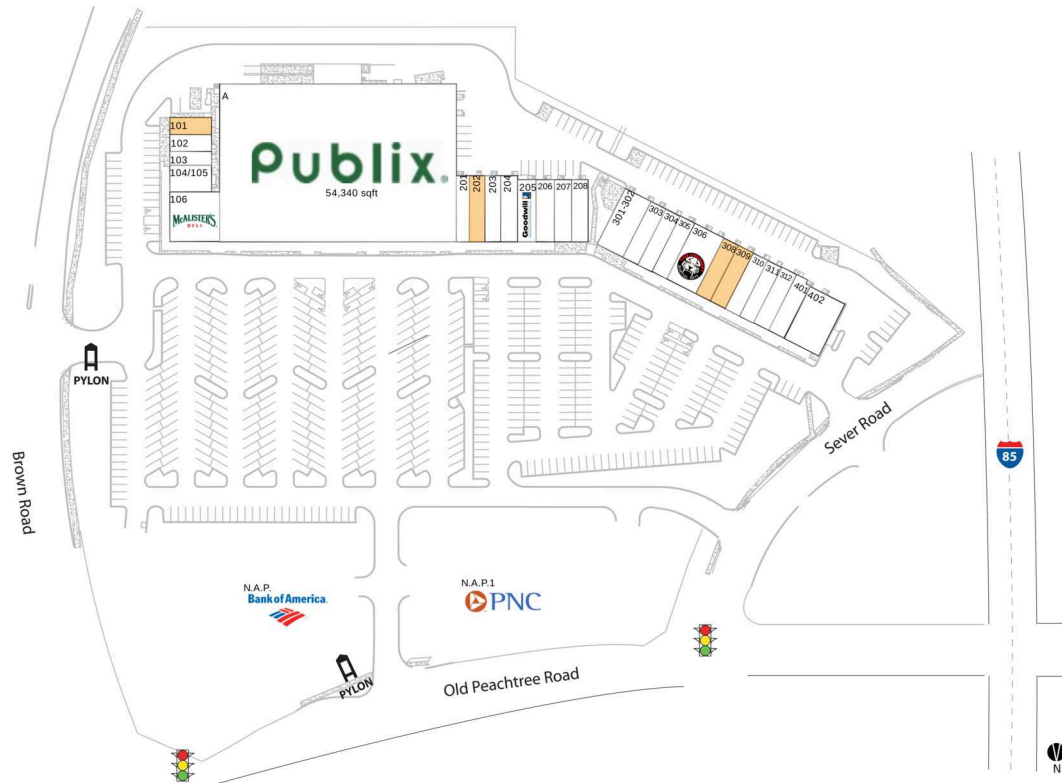 A
101
102
103
104/105
106
McALISTER'S
DELI
Publix.
54,340 sqft
201
202
203
204
205
Goodwill
206
207
208
301-302
303
304
305
306
308
309
310
311
312
401
402
PYLON
Brown Road
Sever Road
85
N.A.P.
Bank of America
N.A.P.1
PNC
PYLON
Old Peachtree Road
N